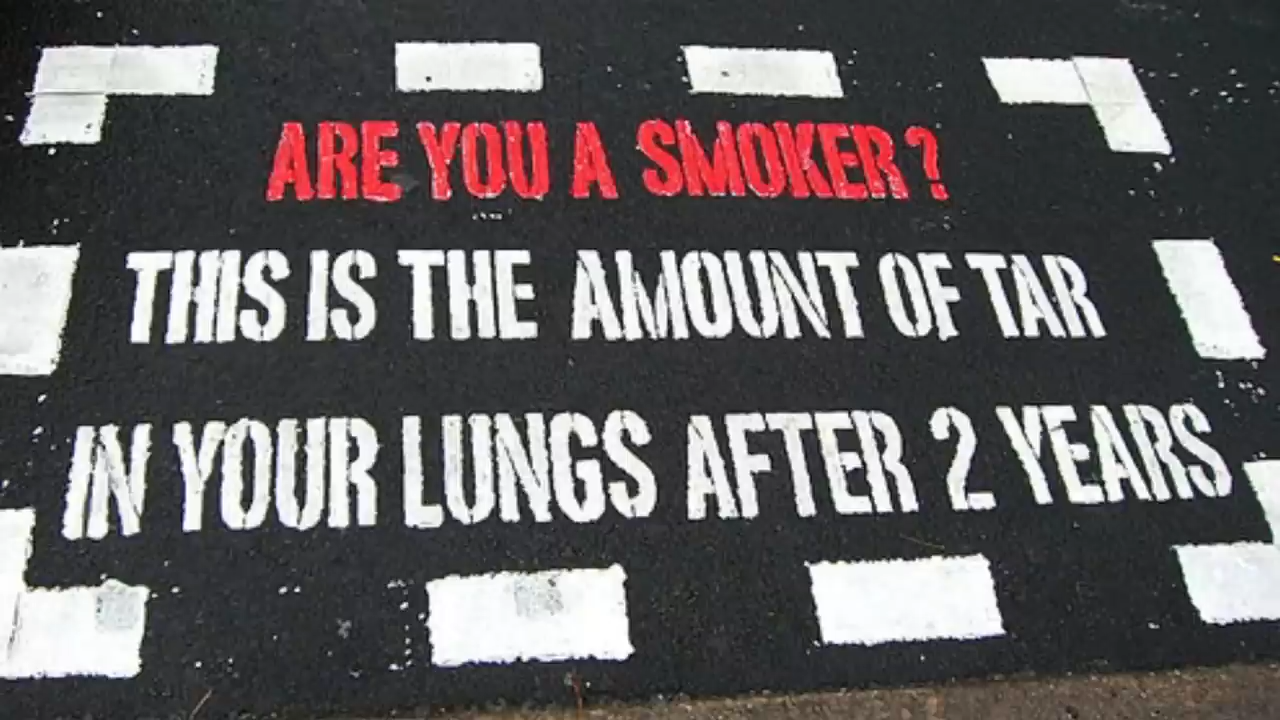 ARE YOU A SMOKER?
THIS IS THE AMOUNT OF TAR
IN YOUR LUNGS AFTER 2 YEARS